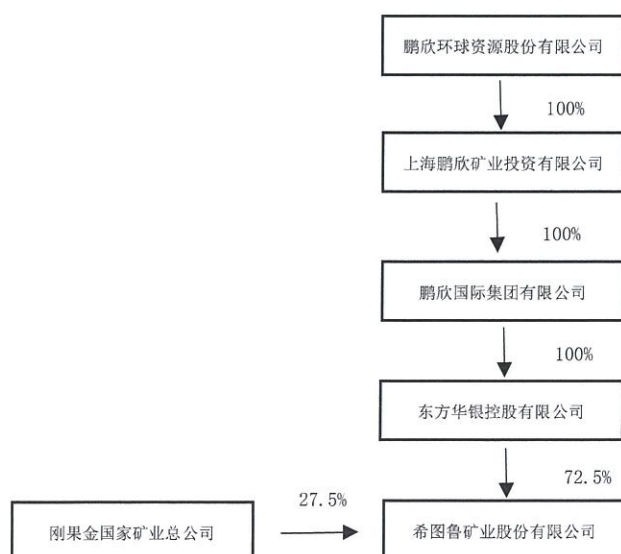 鹏欣环球资源股份有限公司
100%
上海鹏欣矿业投资有限公司
100%
鹏欣国际集团有限公司
100%
东方华银控股有限公司
72.5%
27.5%
刚果金国家矿业总公司
希图鲁矿业股份有限公司